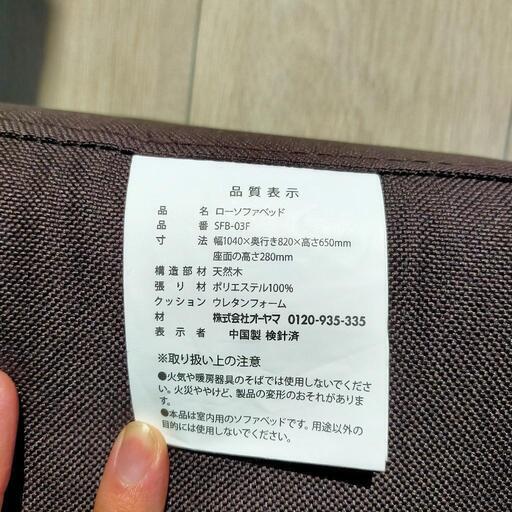 品質表示
品 名 ローソファベッド
品 番 SFB-03F
寸 法 幅1040×奥行き820×高さ650mm
座面の高さ280mm
構造部材 天然木
張り材 ポリエステル100%
クッション ウレタンフォーム
材 株式会社オーヤマ 0120-935-335
表示者 中国製 検針済
※取り扱い上の注意
●火気や暖房器具のそばでは使用しないでくださ
い。火災ややけど、製品の変形のおそれがありま
す。
●本品は室内用のソファベッドです。用途以外の
目的には使用しないでください。